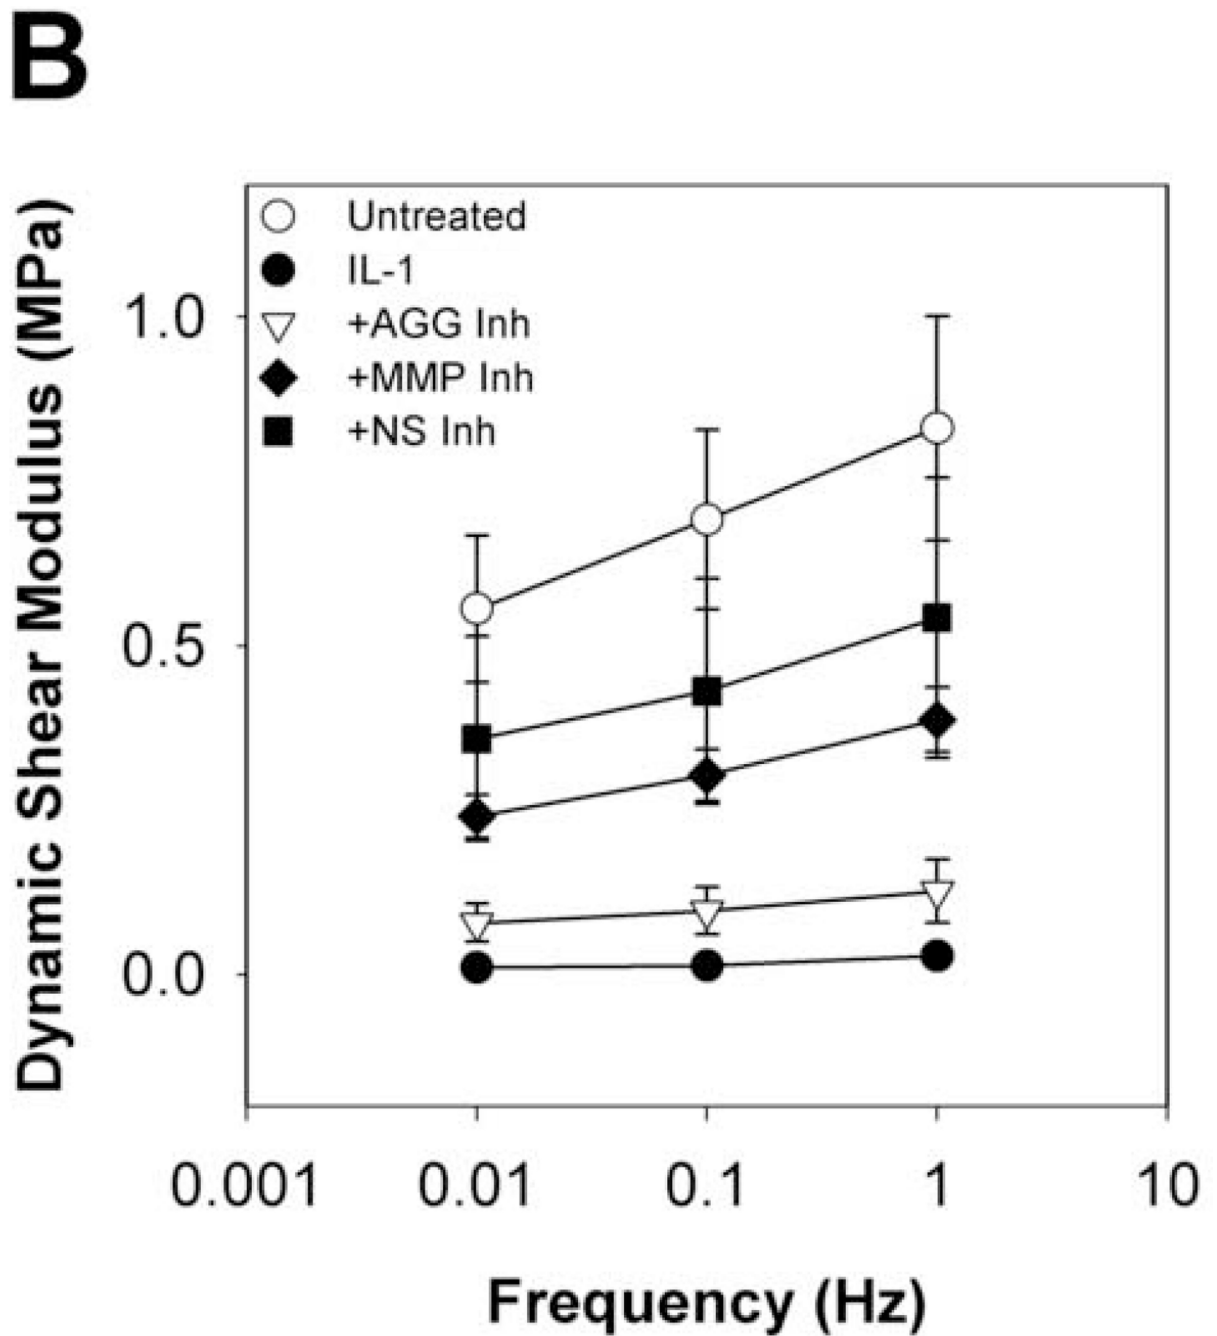 B
Dynamic Shear Modulus (MPa)
Untreated
IL-1
+AGG Inh
+MMP Inh
+NS Inh
1.0
0.5
0.0
0.001 0.01 0.1 1 10
Frequency (Hz)